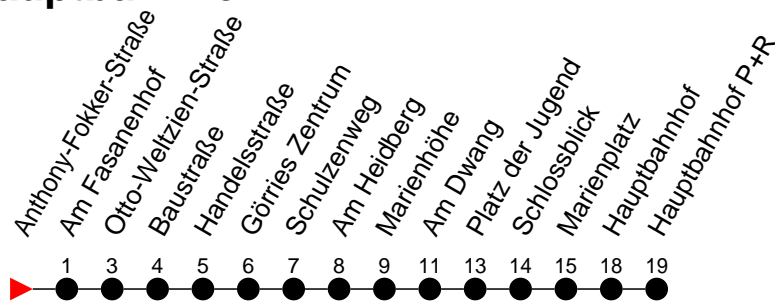 Anthony-Fokker-Straße
Am Fasanenhof
Otto-Weltzien-Straße
Baustraße
Handelsstraße
Görries Zentrum
Schulzenweg
Am Heidberg
Marienhöhe
Am Dwang
Platz der Jugend
Schlossblick
Marienplatz
Hauptbahnhof
Hauptbahnhof P+R
1 3 4 5 6 7 8 9 11 13 14 15 18 19